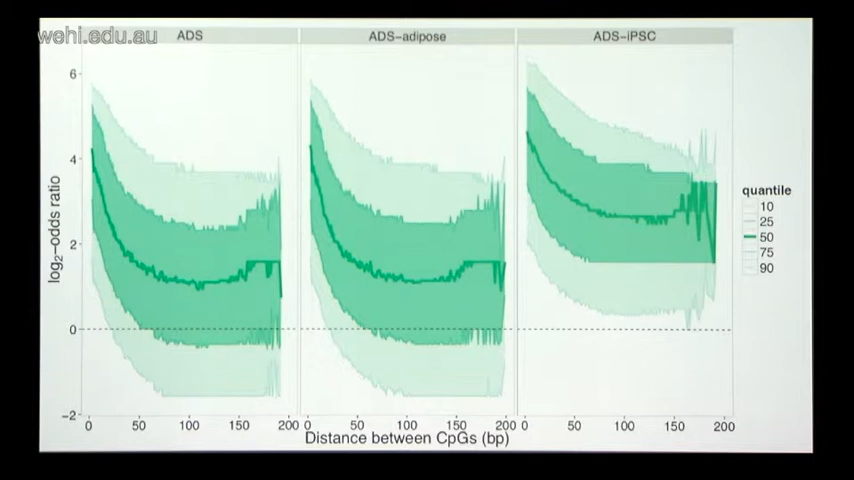 wehi.edu.au
ADS
ADS-adipose
ADS-iPSC
log2-odds ratio
6
4
2
0
-2
0 50 100 150 200
0 50 100 150 200
0 50 100 150 200
Distance between CpGs (bp)
quantile
10
25
50
75
90